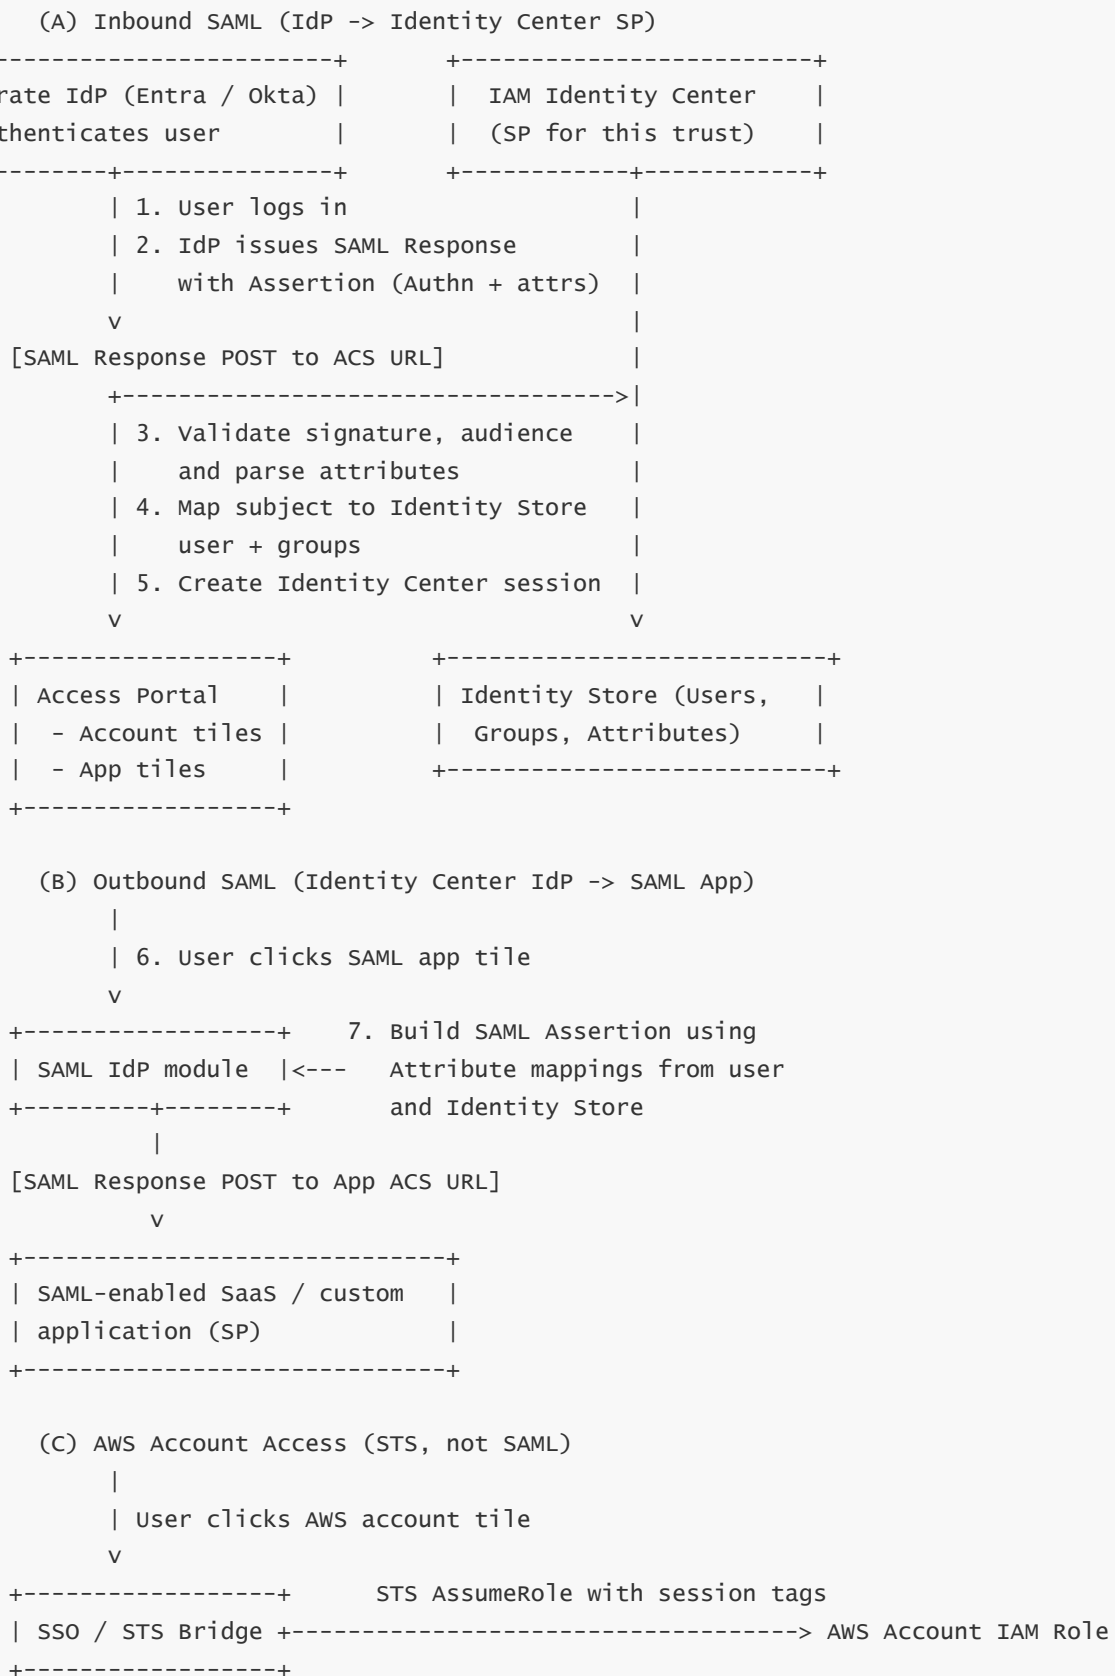 (A) Inbound SAML (IdP -> Identity Center SP)
------------------------+       +-------------------------+
rate IdP (Entra / Okta) |       |  IAM Identity Center    |
thenticates user        |       |  (SP for this trust)    |
--------+---------------+       +------------+------------+
| 1. User logs in                    |
| 2. IdP issues SAML Response        |
|    with Assertion (Authn + attrs)  |
v                                    |
[SAML Response POST to ACS URL]             |
+----------------------------------->|
| 3. Validate signature, audience    |
|    and parse attributes            |
| 4. Map subject to Identity Store   |
|    user + groups                   |
| 5. Create Identity Center session  |
v                                    v
+------------------+          +---------------------------+
| Access Portal    |          | Identity Store (Users,    |
|  - Account tiles |          |  Groups, Attributes)      |
|  - App tiles     |          +---------------------------+
+------------------+
(B) Outbound SAML (Identity Center IdP -> SAML App)
|
| 6. User clicks SAML app tile
v
+------------------+    7. Build SAML Assertion using
| SAML IdP module  |<---   Attribute mappings from user
+---------+--------+       and Identity Store
|
[SAML Response POST to App ACS URL]
v
+------------------------------+
| SAML-enabled SaaS / custom   |
| application (SP)             |
+------------------------------+
(C) AWS Account Access (STS, not SAML)
|
| User clicks AWS account tile
v
+------------------+      STS AssumeRole with session tags
| SSO / STS Bridge +------------------------------------> AWS Account IAM Role
+------------------+